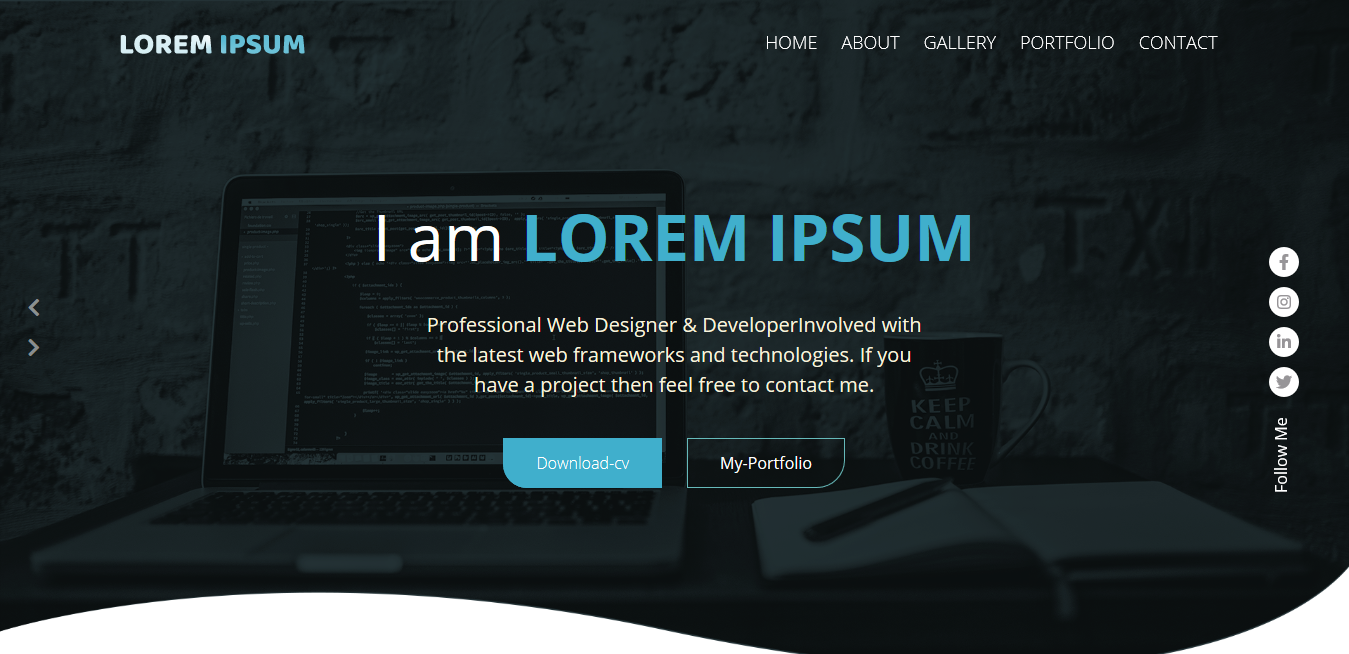 LOREM IPSUM
HOME ABOUT GALLERY PORTFOLIO CONTACT
I am LOREM IPSUM
Professional Web Designer & DeveloperInvolved with
the latest web frameworks and technologies. If you
have a project then feel free to contact me.
Download-cv My-Portfolio
KEEP
CALM
AND
DRINK
COFFEE
Follow Me